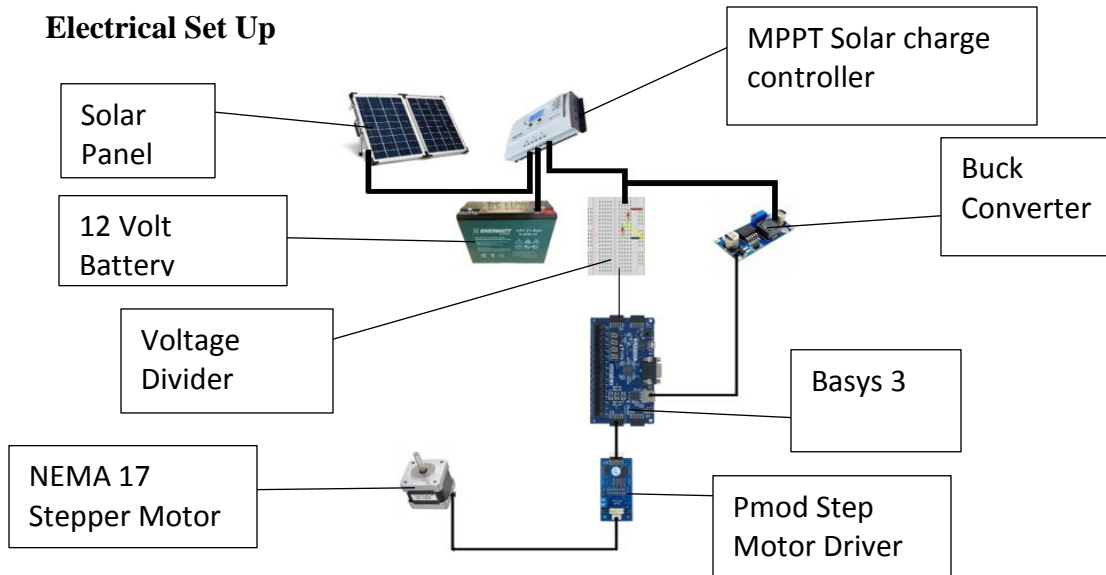 Electrical Set Up
MPPT Solar charge
controller
Solar
Panel
Buck
Converter
12 Volt
Battery
Voltage
Divider
Basys 3
NEMA 17
Stepper Motor
Pmod Step
Motor Driver